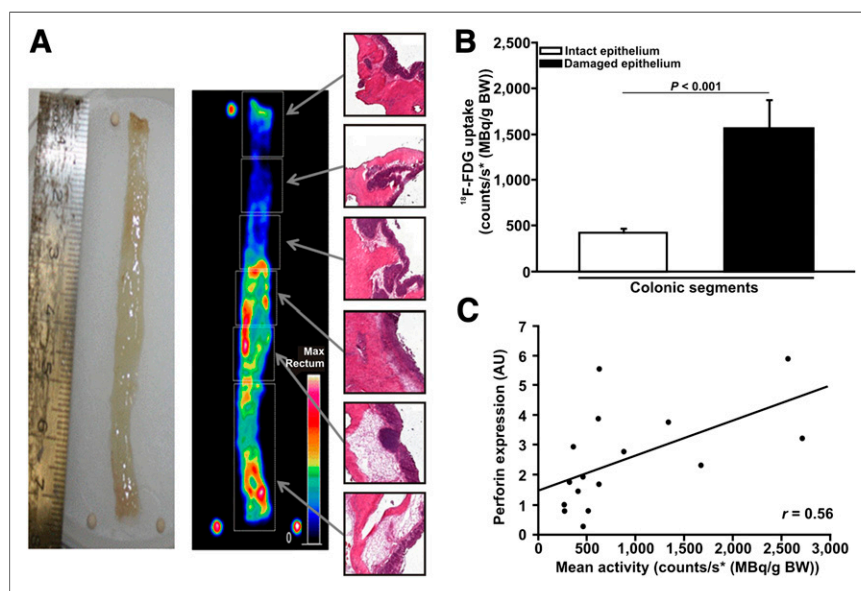 A
Max
Rectum
0
B
2,500
2,000
1,500
1,000
500
0
¹⁸F-FDG uptake
(counts/s* (MBq/g BW))
Intact epithelium
Damaged epithelium
P < 0.001
Colonic segments
C
7
6
5
4
3
2
1
0
Perforin expression (AU)
r = 0.56
0 500 1,000 1,500 2,000 2,500 3,000
Mean activity (counts/s* (MBq/g BW))